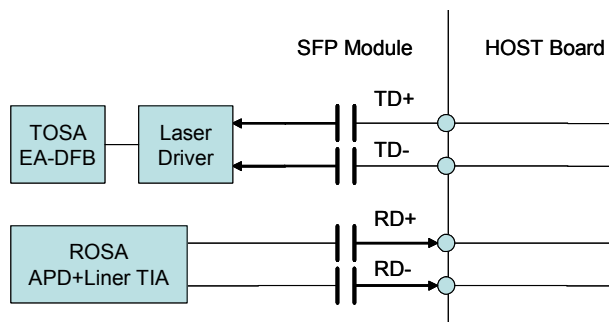 SFP Module
HOST Board
TD+
TOSA
EA-DFB
Laser
Driver
TD-
RD+
ROSA
APD+Liner TIA
RD-